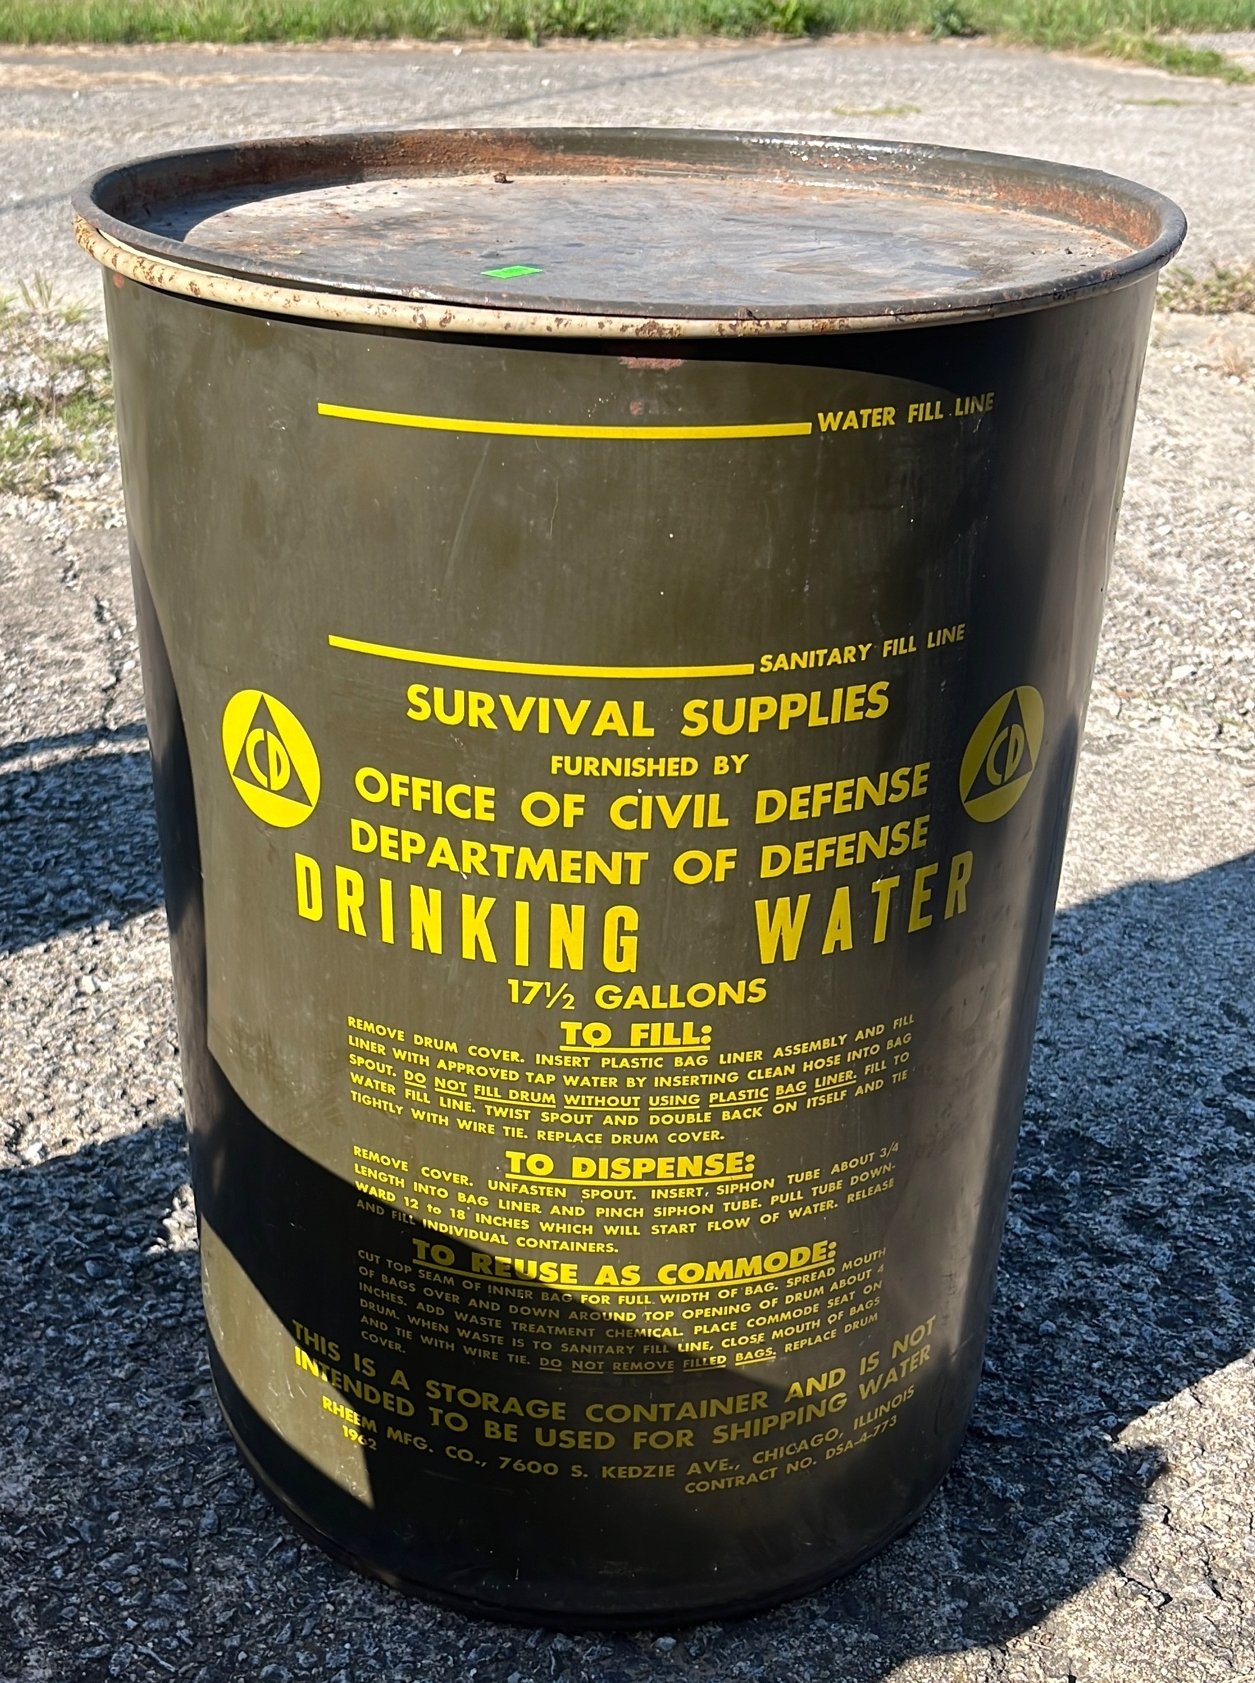 WATER FILL LINE
SANITARY FILL LINE
SURVIVAL SUPPLIES
FURNISHED BY
CD
CD
OFFICE OF CIVIL DEFENSE
DEPARTMENT OF DEFENSE
DRINKING WATER
17½ GALLONS
TO FILL:
REMOVE DRUM COVER. INSERT PLASTIC BAG LINER ASSEMBLY AND FILL
LINER WITH APPROVED TAP WATER BY INSERTING CLEAN HOSE INTO BAG
SPOUT. DO NOT FILL DRUM WITHOUT USING PLASTIC BAG LINER. FILL TO
WATER FILL LINE. TWIST SPOUT AND DOUBLE BACK ON ITSELF AND TIE
TIGHTLY WITH WIRE TIE. REPLACE DRUM COVER.
TO DISPENSE:
REMOVE COVER. UNFASTEN SPOUT. INSERT, SIPHON TUBE ABOUT 3/4
LENGTH INTO BAG LINER AND PINCH SIPHON TUBE. PULL TUBE DOWN-
WARD 12 to 18 INCHES WHICH WILL START FLOW OF WATER. RELEASE
AND FILL INDIVIDUAL CONTAINERS.
TO REUSE AS COMMODE:
CUT TOP SEAM OF INNER BAG FOR FULL WIDTH OF BAG. SPREAD MOUTH
OF BAGS OVER AND DOWN AROUND TOP OPENING OF DRUM ABOUT 4
INCHES. ADD WASTE TREATMENT CHEMICAL. PLACE COMMODE SEAT ON
DRUM. WHEN WASTE IS TO SANITARY FILL LINE, CLOSE MOUTH OF BAGS
AND TIE WITH WIRE TIE. DO NOT REMOVE FILLED BAGS. REPLACE DRUM
COVER.
THIS IS A STORAGE CONTAINER AND IS NOT
INTENDED TO BE USED FOR SHIPPING WATER
RHEEM MFG. CO., 7600 S. KEDZIE AVE., CHICAGO, ILLINOIS
1962 CONTRACT NO. DSA-4-773